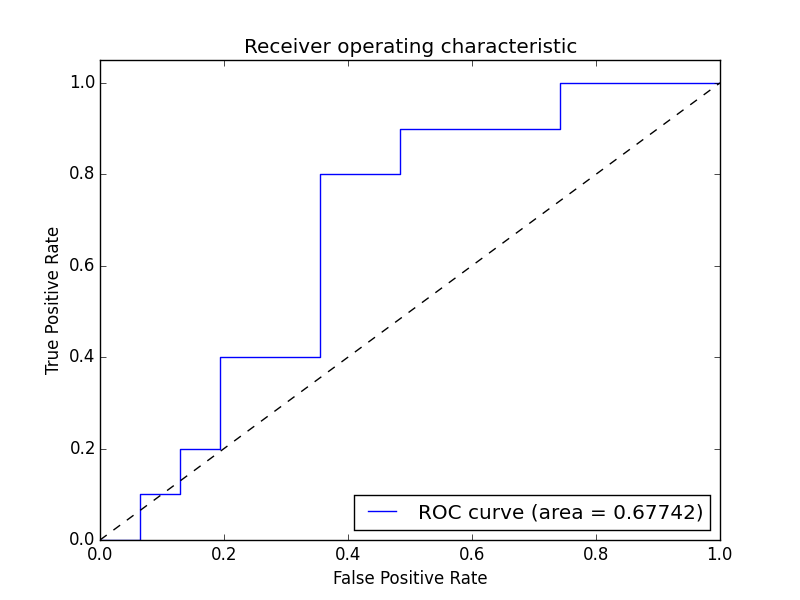 Receiver operating characteristic
1.0
0.8
0.6
0.4
0.2
0.0
True Positive Rate
ROC curve (area = 0.67742)
0.0 0.2 0.4 0.6 0.8 1.0
False Positive Rate